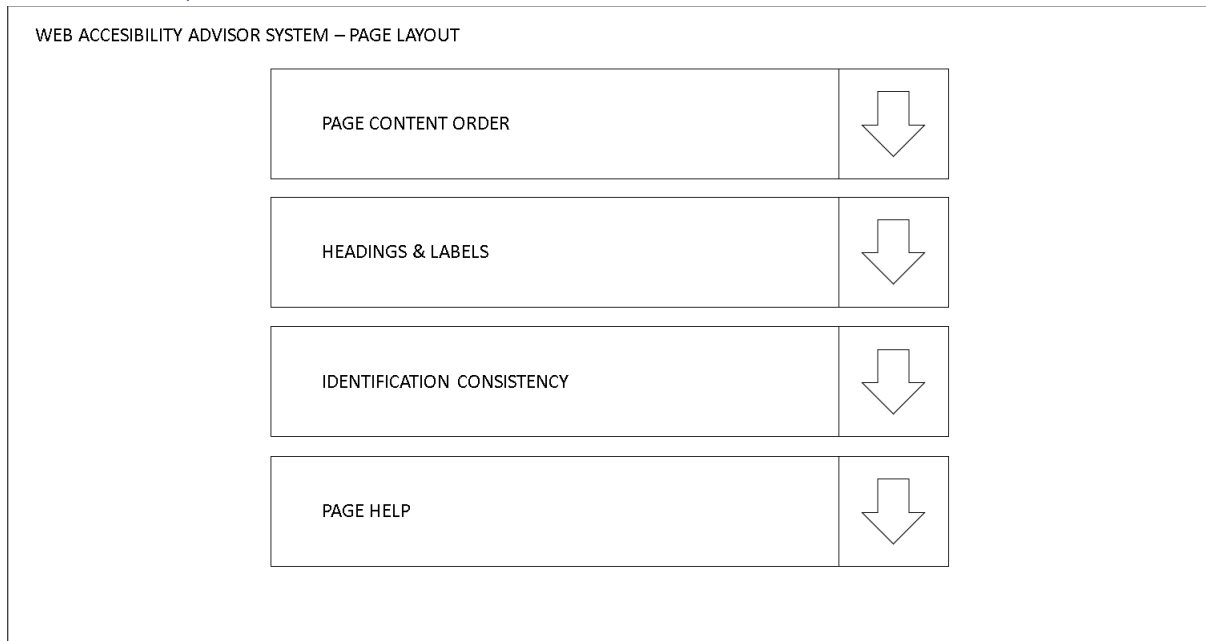 WEB ACCESIBILITY ADVISOR SYSTEM – PAGE LAYOUT
PAGE CONTENT ORDER
HEADINGS & LABELS
IDENTIFICATION CONSISTENCY
PAGE HELP